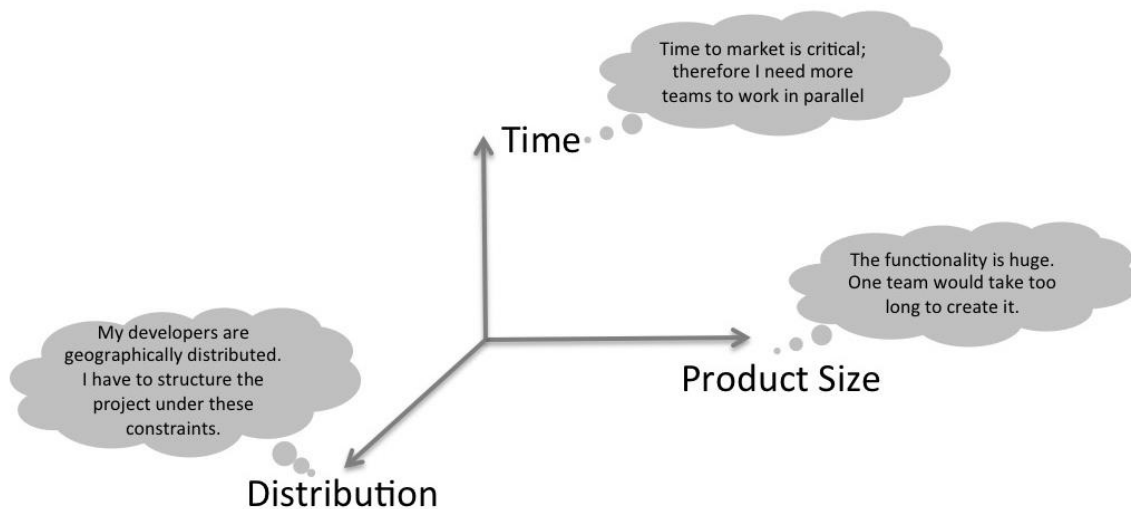 Time to market is critical;
therefore I need more
teams to work in parallel
Time
The functionality is huge.
One team would take too
long to create it.
Product Size
My developers are
geographically distributed.
I have to structure the
project under these
constraints.
Distribution